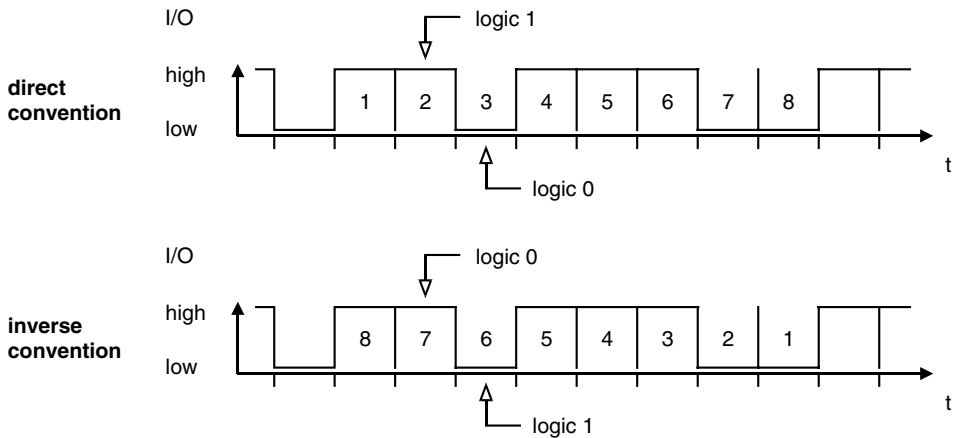 I/O
logic 1
direct
convention
high
1 2 3 4 5 6 7 8
low
t
logic 0
I/O
logic 0
inverse
convention
high
8 7 6 5 4 3 2 1
low
t
logic 1